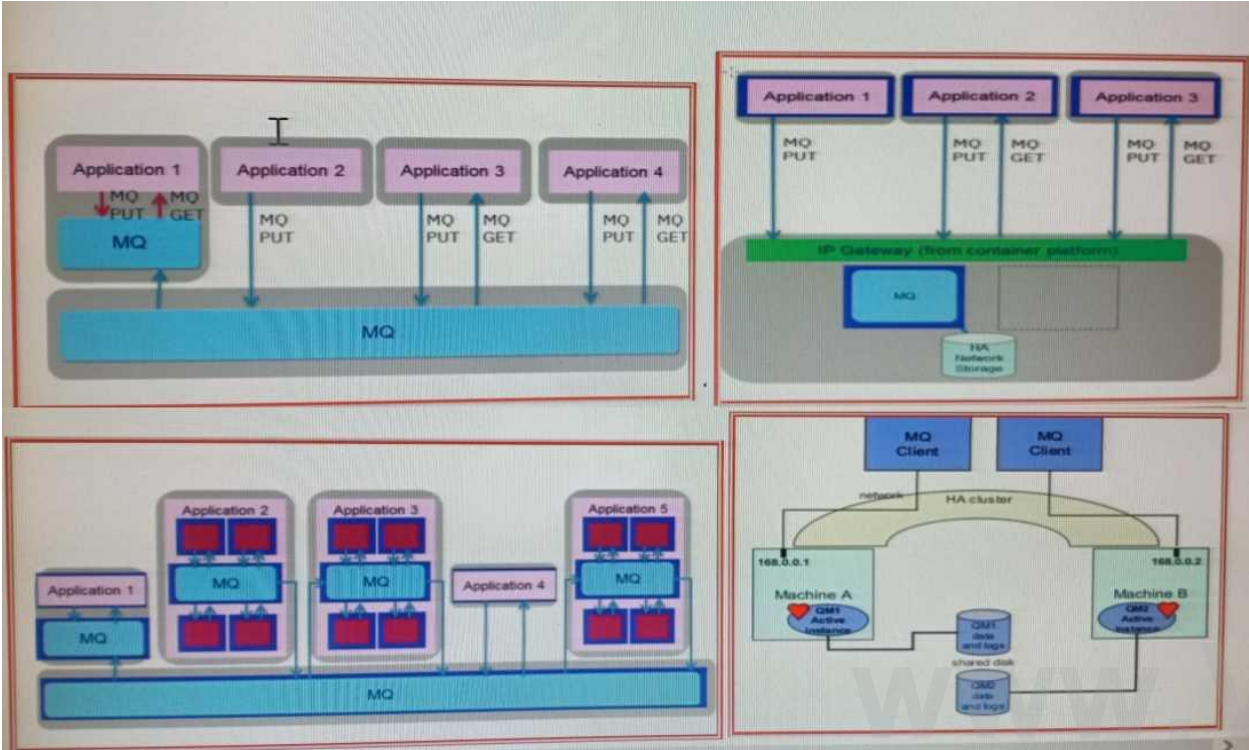 Application 1
Application 2
Application 3
Application 4
MQ PUT
MQ GET
MQ PUT
MQ PUT
MQ GET
MQ PUT
MQ GET
MQ
MQ
Application 1
Application 2
Application 3
MQ PUT
MQ PUT
MQ GET
MQ PUT
MQ GET
IP Gateway (from container platform)
MQ
HA
Network
Storage
Application 1
MQ
Application 2
MQ
Application 3
MQ
Application 4
Application 5
MQ
MQ
MQ
Client
MQ
Client
network
HA cluster
168.0.0.1
168.0.0.2
Machine A
Machine B
QM1
Active
instance
QM2
Active
instance
QM1
data
and logs
shared disk
QM2
data
and logs
www